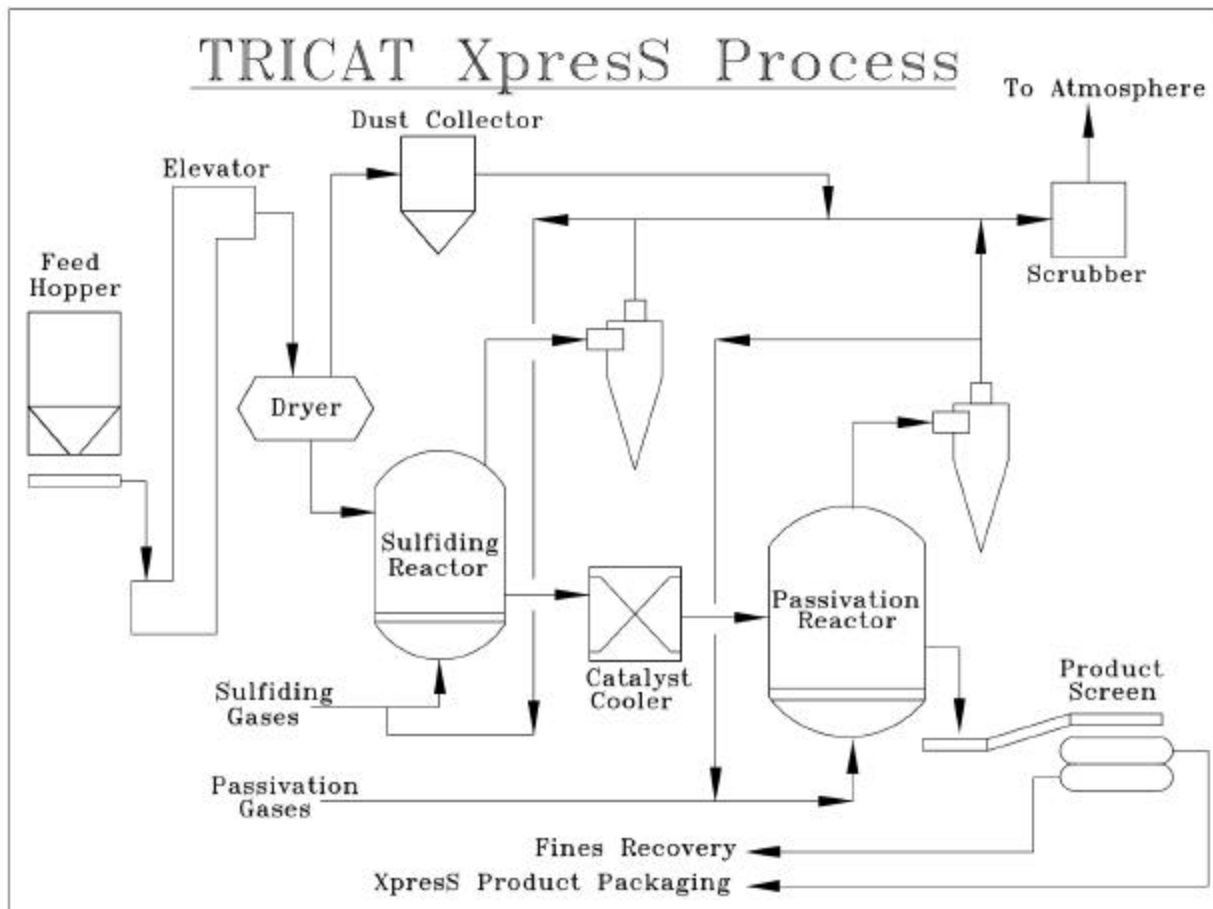 TRICAT XpresS Process
To Atmosphere
Dust Collector
Elevator
Feed
Hopper
Scrubber
Dryer
Sulfiding
Reactor
Passivation
Reactor
Catalyst
Cooler
Product
Screen
Sulfiding
Gases
Passivation
Gases
Fines Recovery
XpresS Product Packaging